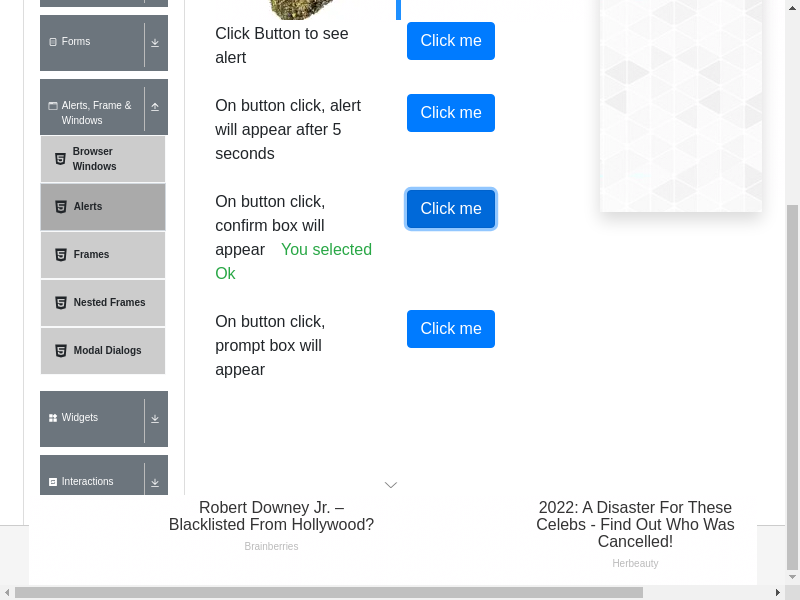 Forms
Alerts, Frame &
Windows
Browser
Windows
Alerts
Frames
Nested Frames
Modal Dialogs
Widgets
Interactions
Click Button to see
alert
Click me
On button click, alert
will appear after 5
seconds
Click me
On button click,
confirm box will
appear You selected
Ok
Click me
On button click,
prompt box will
appear
Click me
Robert Downey Jr. –
Blacklisted From Hollywood?
Brainberries
2022: A Disaster For These
Celebs - Find Out Who Was
Cancelled!
Herbeauty